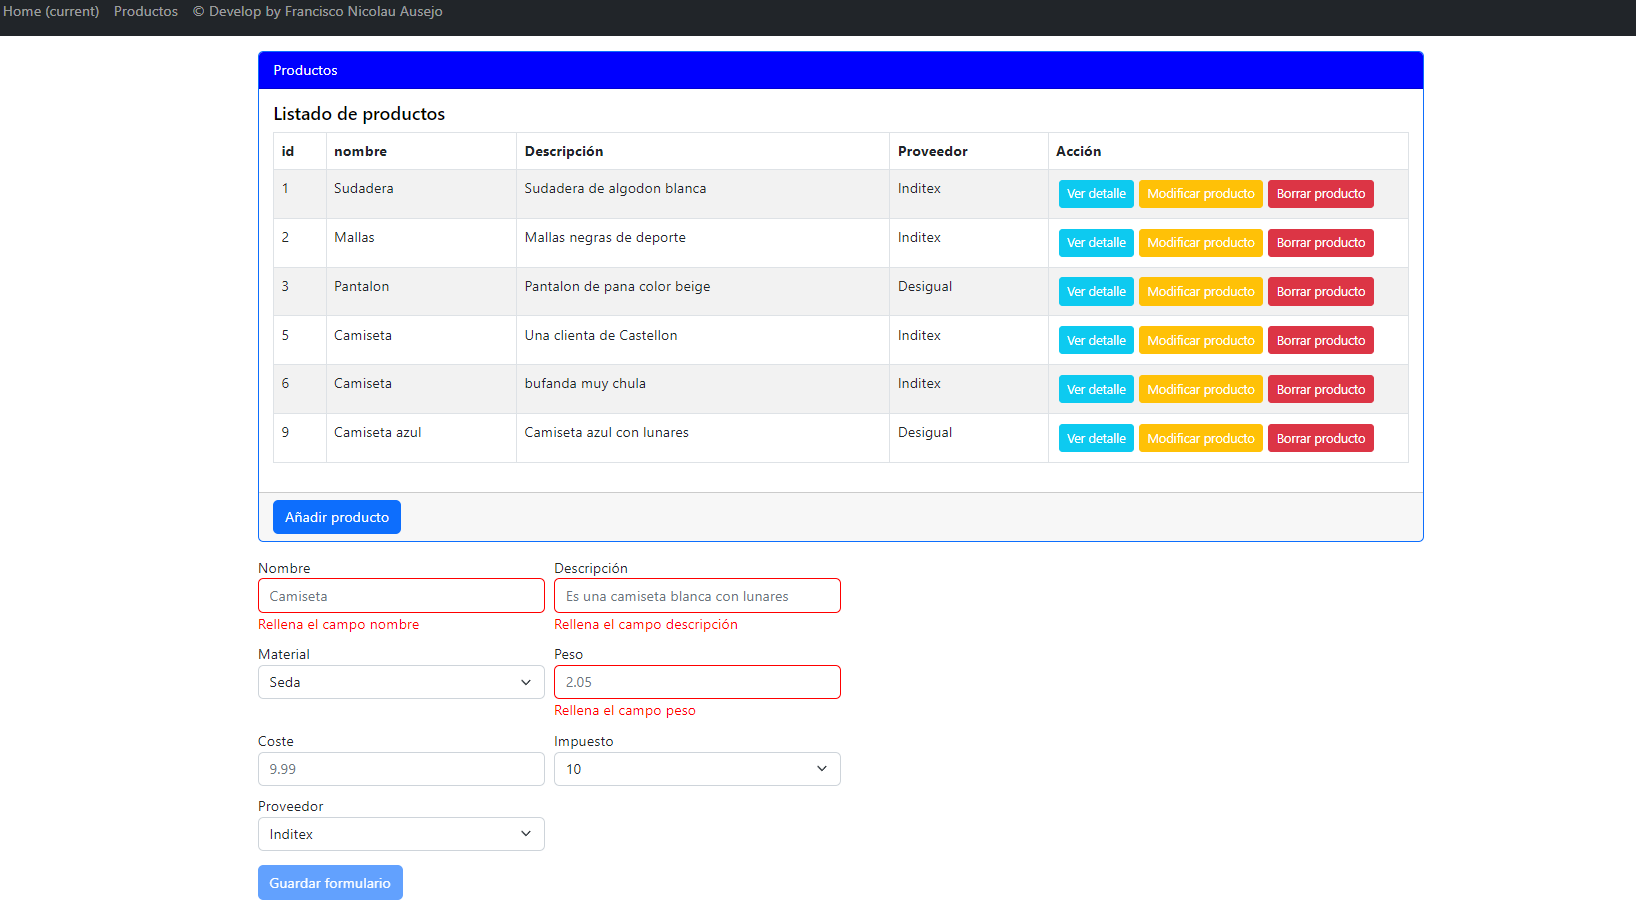 Home (current) Productos © Develop by Francisco Nicolau Ausejo
Productos
Listado de productos
id nombre Descripción Proveedor Acción
1 Sudadera Sudadera de algodon blanca Inditex Ver detalle Modificar producto Borrar producto
2 Mallas Mallas negras de deporte Inditex Ver detalle Modificar producto Borrar producto
3 Pantalon Pantalon de pana color beige Desigual Ver detalle Modificar producto Borrar producto
5 Camiseta Una clienta de Castellon Inditex Ver detalle Modificar producto Borrar producto
6 Camiseta bufanda muy chula Inditex Ver detalle Modificar producto Borrar producto
9 Camiseta azul Camiseta azul con lunares Desigual Ver detalle Modificar producto Borrar producto
Añadir producto
Nombre Descripción
Camiseta Es una camiseta blanca con lunares
Rellena el campo nombre Rellena el campo descripción
Material Peso
Seda 2.05
Rellena el campo peso
Coste Impuesto
9.99 10
Proveedor
Inditex
Guardar formulario